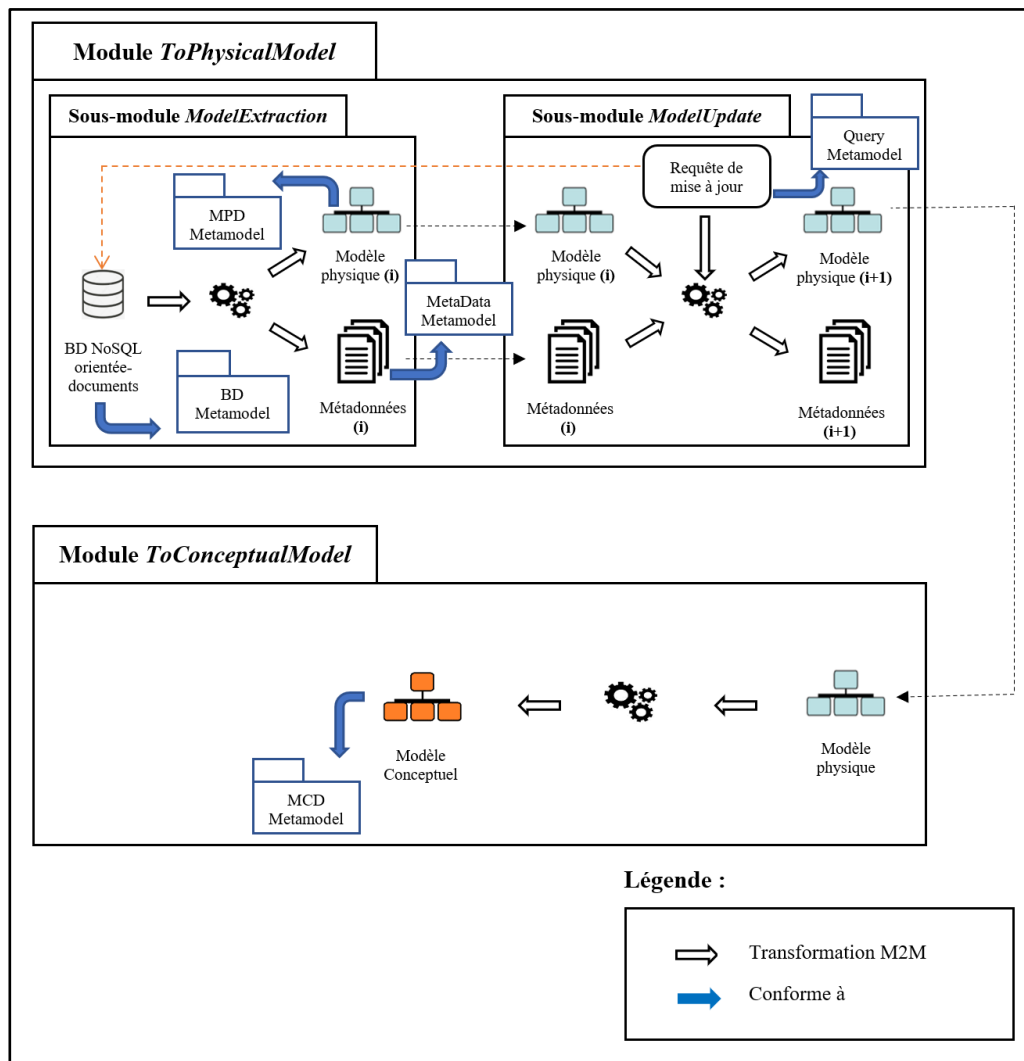 Module ToPhysicalModel
Sous-module ModelExtraction
MPD
Metamodel
Modèle
physique (i)
BD NoSQL
orientée-
documents
BD
Metamodel
Métadonnées
(i)
MetaData
Metamodel
Sous-module ModelUpdate
Requête de
mise à jour
Query
Metamodel
Modèle
physique (i)
Modèle
physique (i+1)
Métadonnées
(i)
Métadonnées
(i+1)
Module ToConceptualModel
Modèle
Conceptuel
MCD
Metamodel
Modèle
physique
Légende :
Transformation M2M
Conforme à